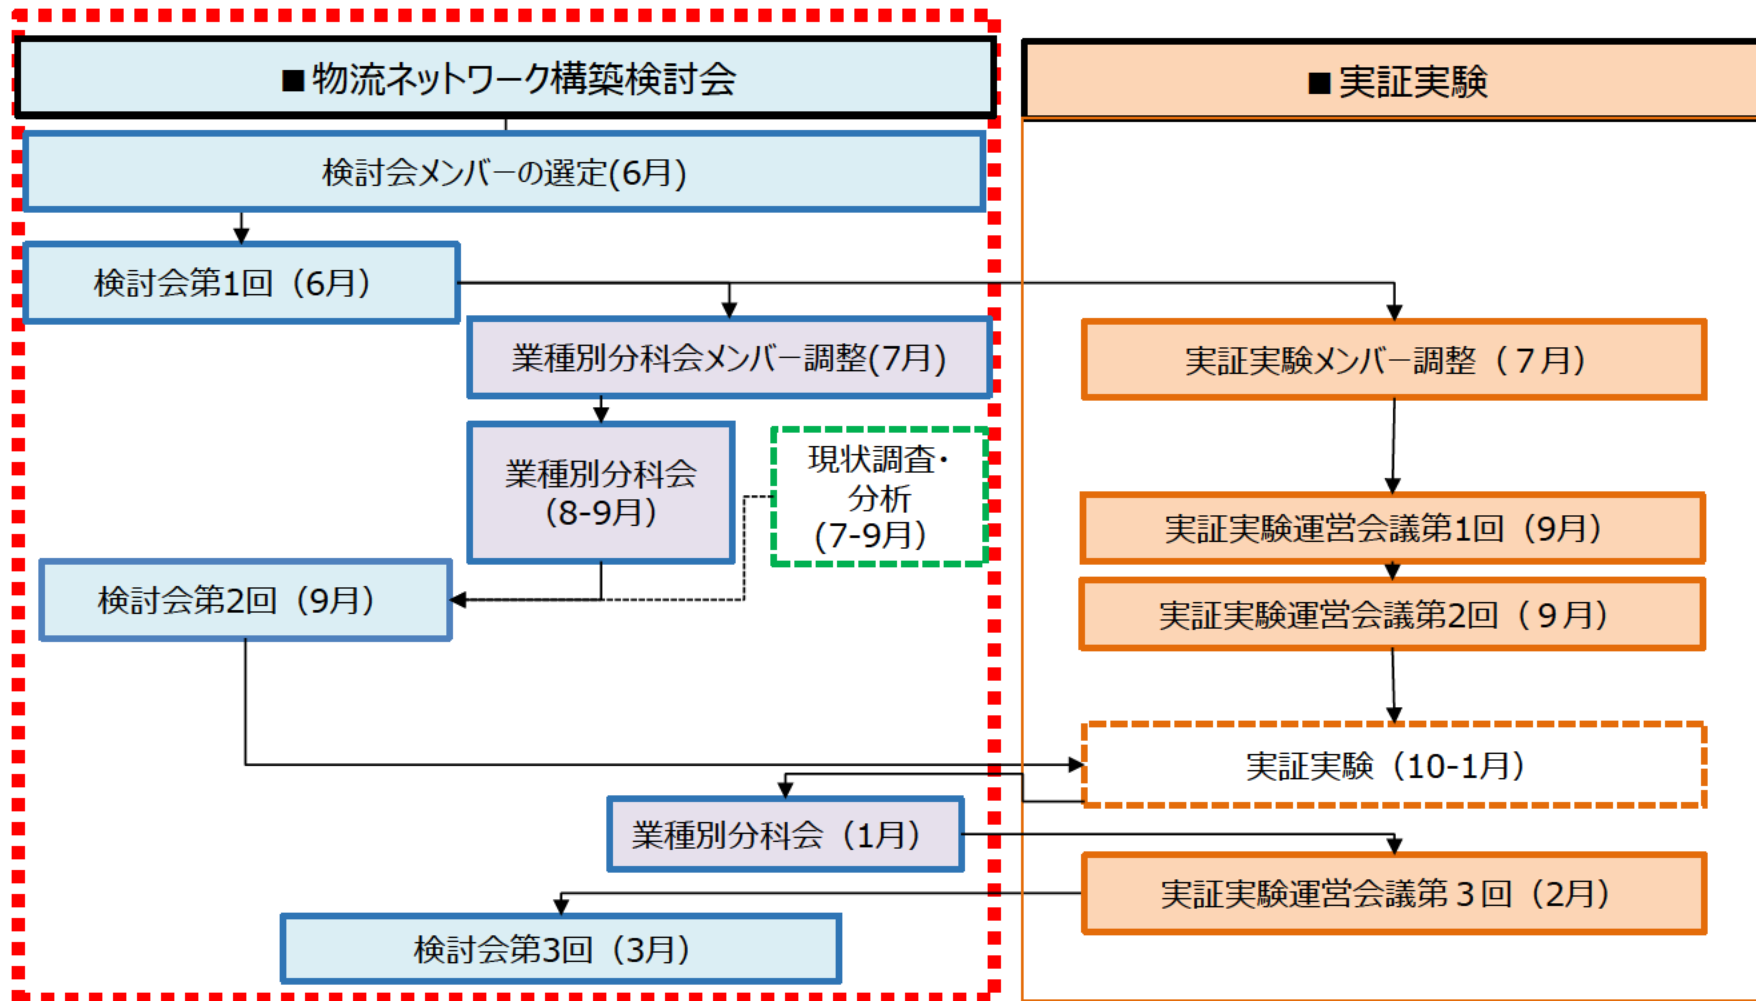 ■物流ネットワーク構築検討会
■実証実験
検討会メンバーの選定(6月)
検討会第1回（6月）
業種別分科会メンバー調整(7月)
実証実験メンバー調整（７月）
業種別分科会
（8-9月）
現状調査・
分析
(7-9月）
実証実験運営会議第1回（9月）
検討会第2回（9月）
実証実験運営会議第2回（９月）
実証実験（10-1月）
業種別分科会（1月）
実証実験運営会議第３回（2月）
検討会第3回（3月）